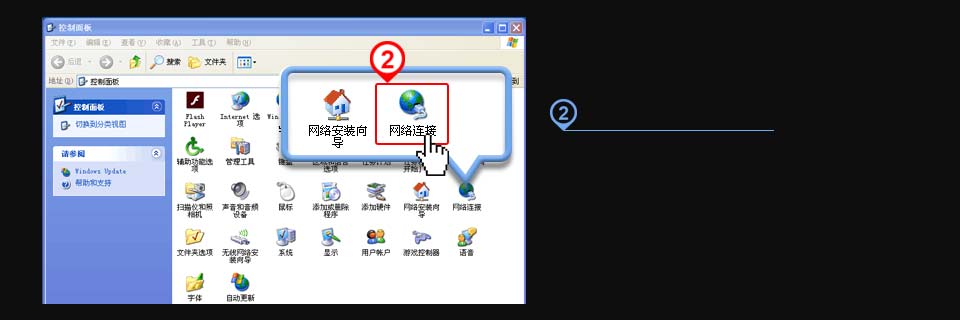 控制面板
文件(F) 编辑(E) 查看(V) 收藏(A) 工具(T) 帮助(H)
后退 搜索 文件夹
地址(D) 控制面板 到
2
控制面板
切换到分类视图
请参阅
Windows Update
帮助和支持
网络安装向导
网络连接
2
Flash Player
Internet 选项
辅助功能选项
管理工具
扫描仪和照相机
声音和音频设备
鼠标
添加或删除程序
添加硬件
网络安装向导
网络连接
文件夹选项
无线网络安装向导
系统
显示
用户帐户
游戏控制器
语音
字体
自动更新